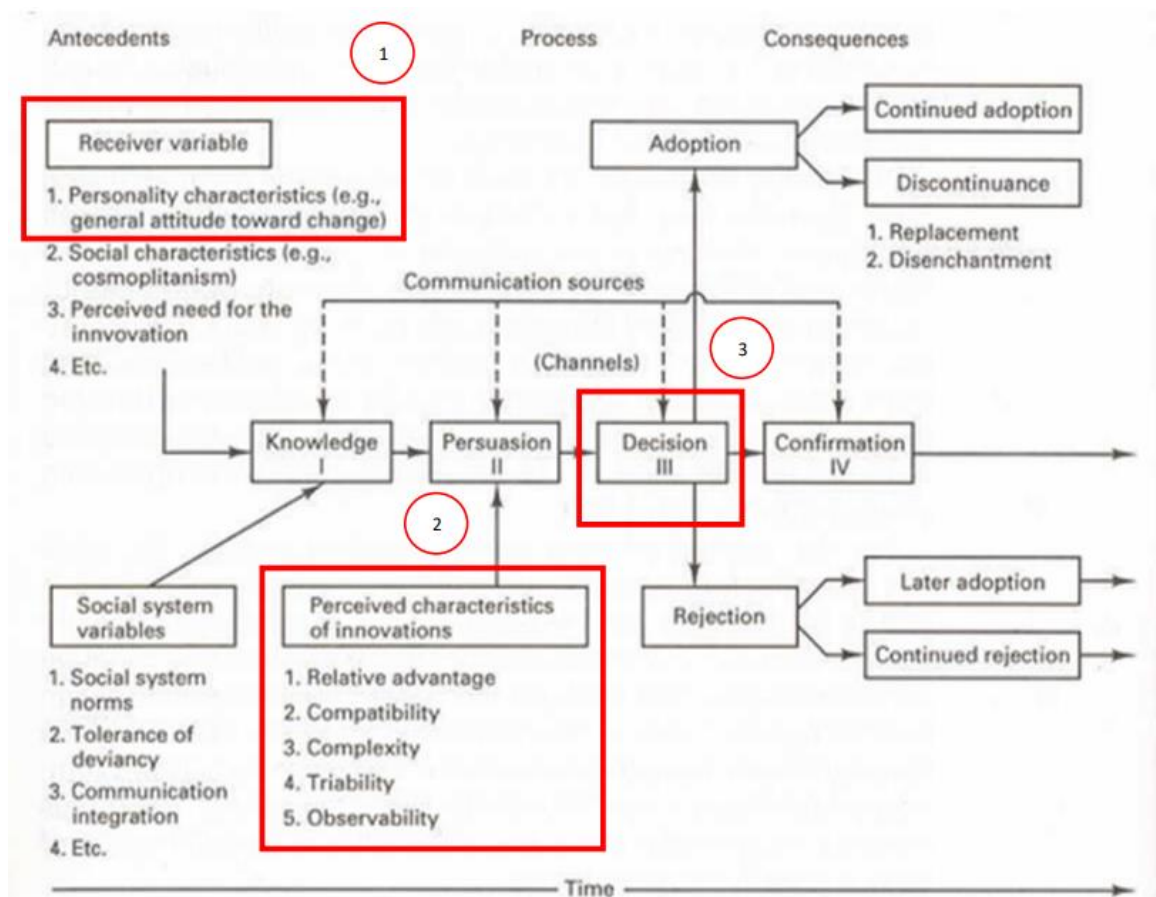 Antecedents
Process
Consequences
1
Receiver variable
1. Personality characteristics (e.g.,
general attitude toward change)
2. Social characteristics (e.g.,
cosmoplitanism)
3. Perceived need for the
innvovation
4. Etc.
Adoption
Continued adoption
Discontinuance
1. Replacement
2. Disenchantment
Communication sources
(Channels)
3
Knowledge
I
Persuasion
II
Decision
III
Confirmation
IV
2
Social system
variables
1. Social system
norms
2. Tolerance of
deviancy
3. Communication
integration
4. Etc.
Perceived characteristics
of innovations
1. Relative advantage
2. Compatibility
3. Complexity
4. Triability
5. Observability
Rejection
Later adoption
Continued rejection
Time